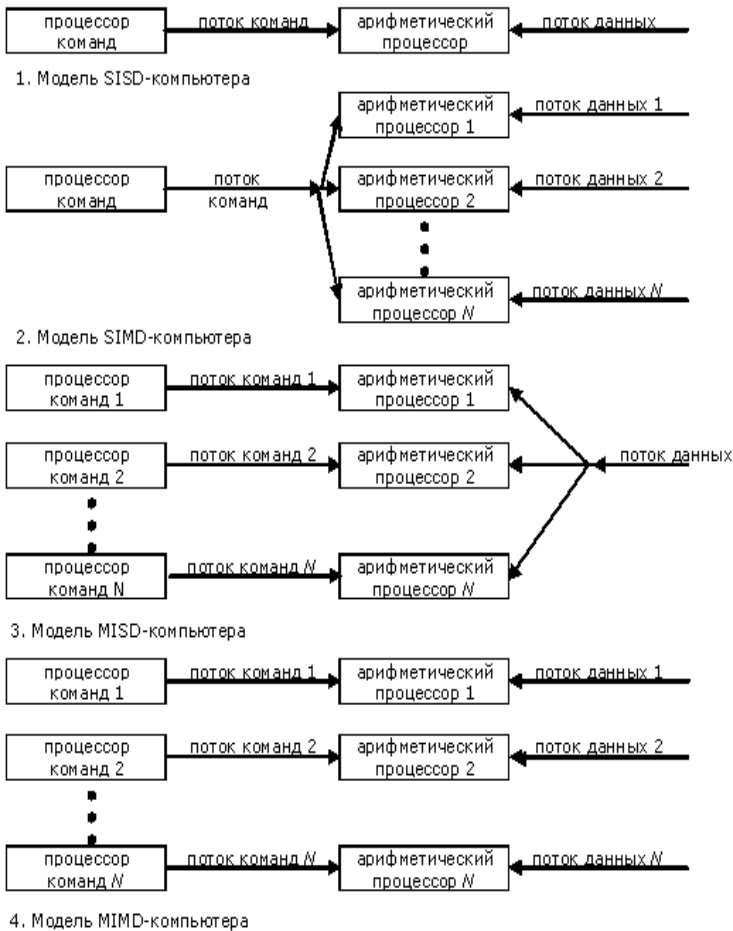 процессор
команд
поток команд
арифметический
процессор
поток данных
1. Модель SISD-компьютера
арифметический
процессор 1
поток данных 1
процессор
команд
поток
команд
арифметический
процессор 2
поток данных 2
арифметический
процессор N
поток данных N
2. Модель SIMD-компьютера
процессор
команд 1
поток команд 1
арифметический
процессор 1
процессор
команд 2
поток команд 2
арифметический
процессор 2
поток данных
процессор
команд N
поток команд N
арифметический
процессор N
3. Модель MISD-компьютера
процессор
команд 1
поток команд 1
арифметический
процессор 1
поток данных 1
процессор
команд 2
поток команд 2
арифметический
процессор 2
поток данных 2
процессор
команд N
поток команд N
арифметический
процессор N
поток данных N
4. Модель MIMD-компьютера